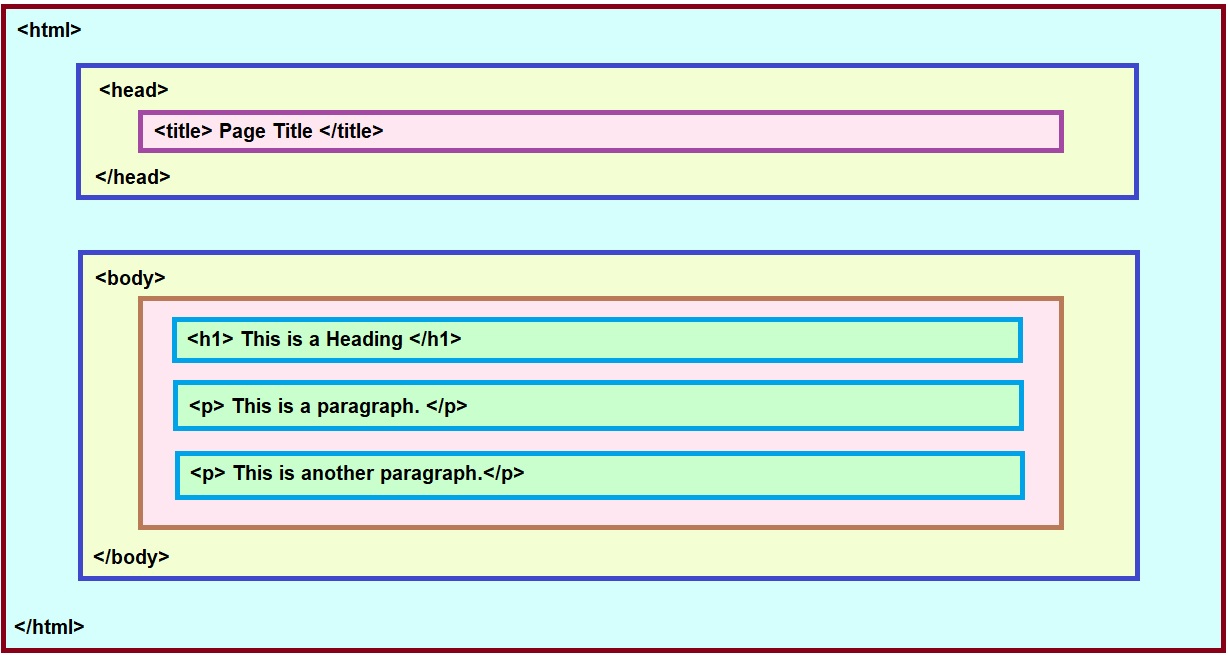 <html>
<head>
<title> Page Title </title>
</head>
<body>
<h1> This is a Heading </h1>
<p> This is a paragraph. </p>
<p> This is another paragraph.</p>
</body>
</html>